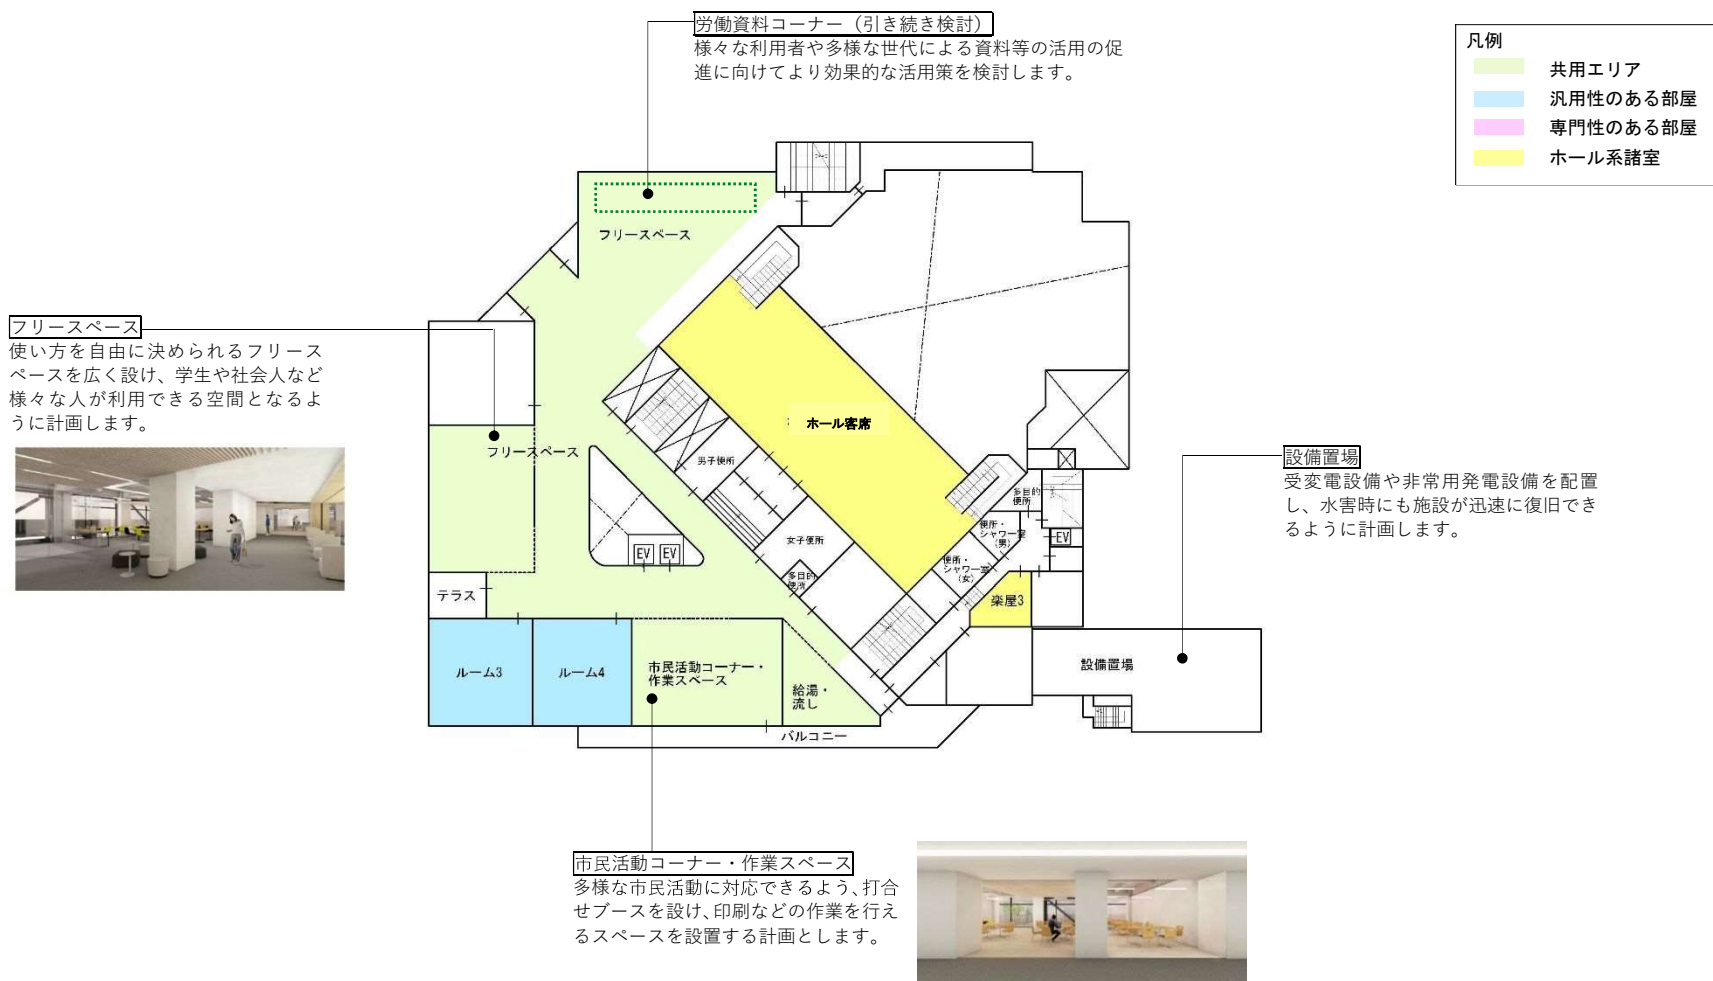 労働資料コーナー（引き続き検討）
様々な利用者や多様な世代による資料等の活用の促
進に向けてより効果的な活用策を検討します。
凡例
共用エリア
汎用性のある部屋
専門性のある部屋
ホール系諸室
フリースペース
フリースペース
使い方を自由に決められるフリース
ペースを広く設け、学生や社会人など
様々な人が利用できる空間となるよ
うに計画します。
フリースペース
ホール客席
男子便所
女子便所
多目的
便所
EV
EV
多目的
便所
便所・
シャワー室
（男）
便所・
シャワー室
（女）
EV
楽屋3
設備置場
受変電設備や非常用発電設備を配置
し、水害時にも施設が迅速に復旧でき
るように計画します。
テラス
ルーム3
ルーム4
市民活動コーナー・
作業スペース
給湯・
流し
設備置場
バルコニー
市民活動コーナー・作業スペース
多様な市民活動に対応できるよう、打合
せブースを設け、印刷などの作業を行え
るスペースを設置する計画とします。